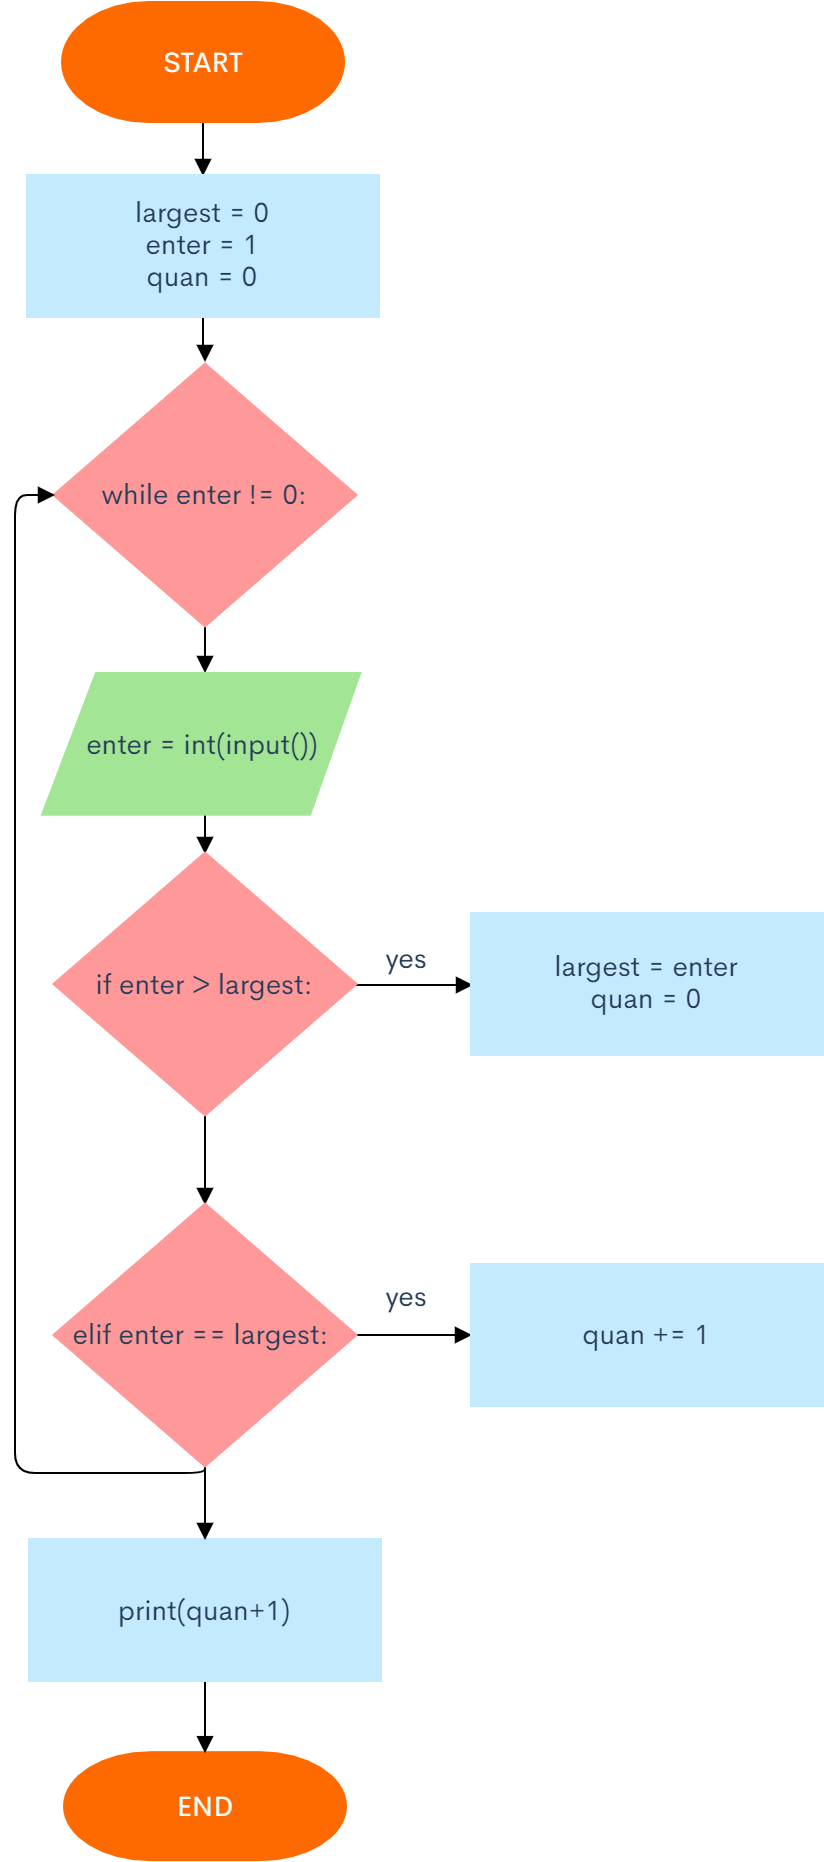 START
largest = 0
enter = 1
quan = 0
while enter != 0:
enter = int(input())
if enter > largest:
yes
largest = enter
quan = 0
elif enter == largest:
yes
quan += 1
print(quan+1)
END